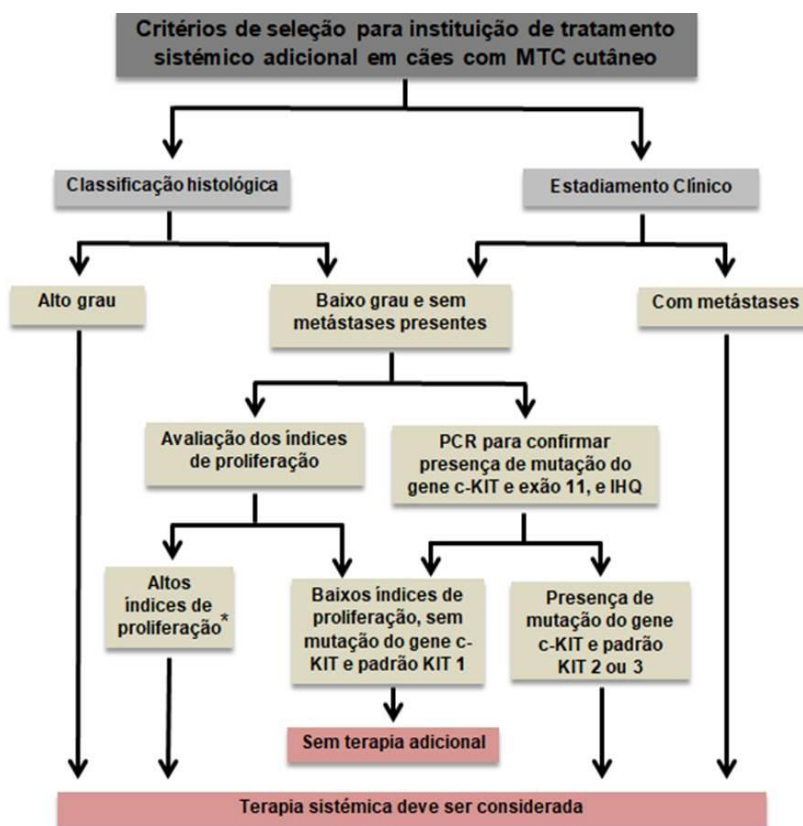 Critérios de seleção para instituição de tratamento
sistémico adicional em cães com MTC cutâneo
Classificação histológica
Estadiamento Clínico
Alto grau
Baixo grau e sem
metástases presentes
Com metástases
Avaliação dos índices
de proliferação
PCR para confirmar
presença de mutação do
gene c-KIT e exão 11, e IHQ
Altos
índices de
proliferação*
Baixos índices de
proliferação, sem
mutação do gene c-
KIT e padrão KIT 1
Presença de
mutação do gene
c-KIT e padrão
KIT 2 ou 3
Sem terapia adicional
Terapia sistémica deve ser considerada